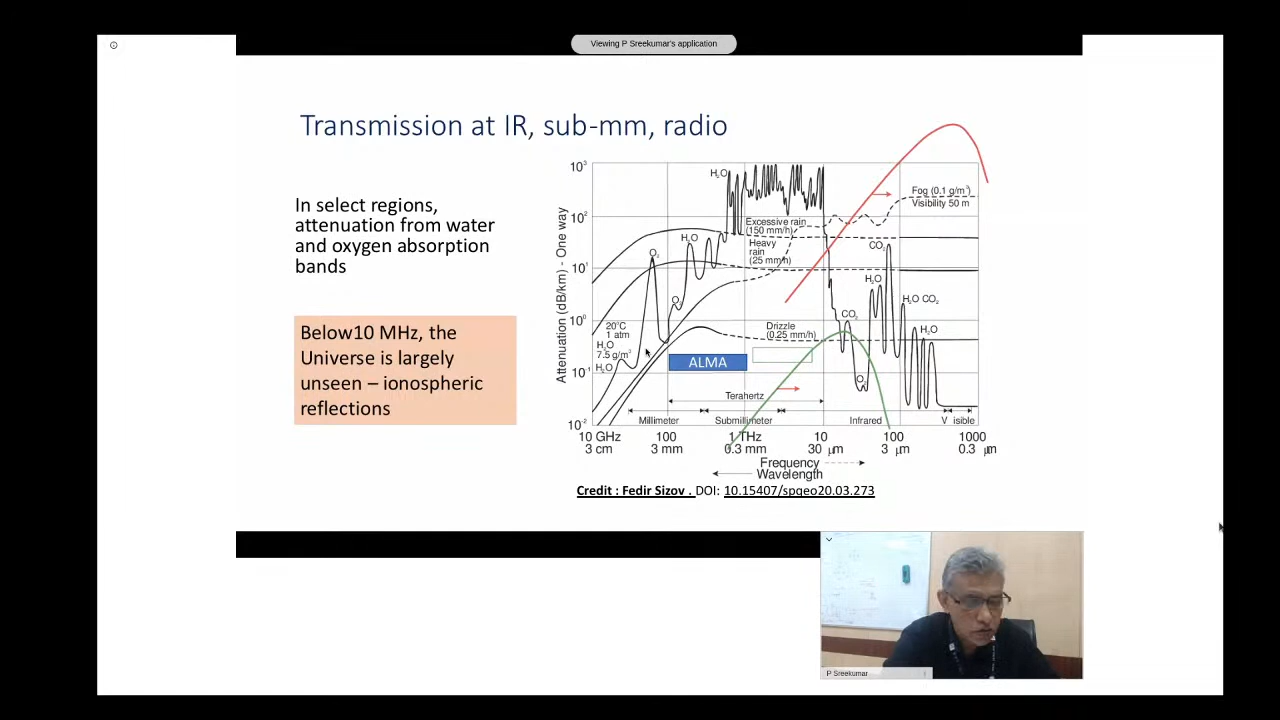 Viewing P Sreekumar's application
Transmission at IR, sub-mm, radio
In select regions,
attenuation from water
and oxygen absorption
bands
Below10 MHz, the
Universe is largely
unseen – ionospheric
reflections
Attenuation (dB/km) - One way
10³
10²
10¹
10⁰
10⁻¹
10⁻²
H₂O
Fog (0.1 g/m³)
Visibility 50 m
Excessive rain
(150 mm/h)
Heavy
rain
(25 mm/h)
O₂
H₂O
CO₂
H₂O
O₂
H₂O CO₂
CO₂
H₂O
20°C
1 atm
H₂O
7.5 g/m³
H₂O
Drizzle
(0.25 mm/h)
ALMA
O₂
Terahertz
Millimeter
Submillimeter
Infrared
V isible
10 GHz 100 1 THz 10 100 1000
3 cm 3 mm 0.3 mm 30 µm 3 µm 0.3 µm
Frequency
Wavelength
Credit : Fedir Sizov . DOI: 10.15407/spqeo20.03.273
P Sreekumar